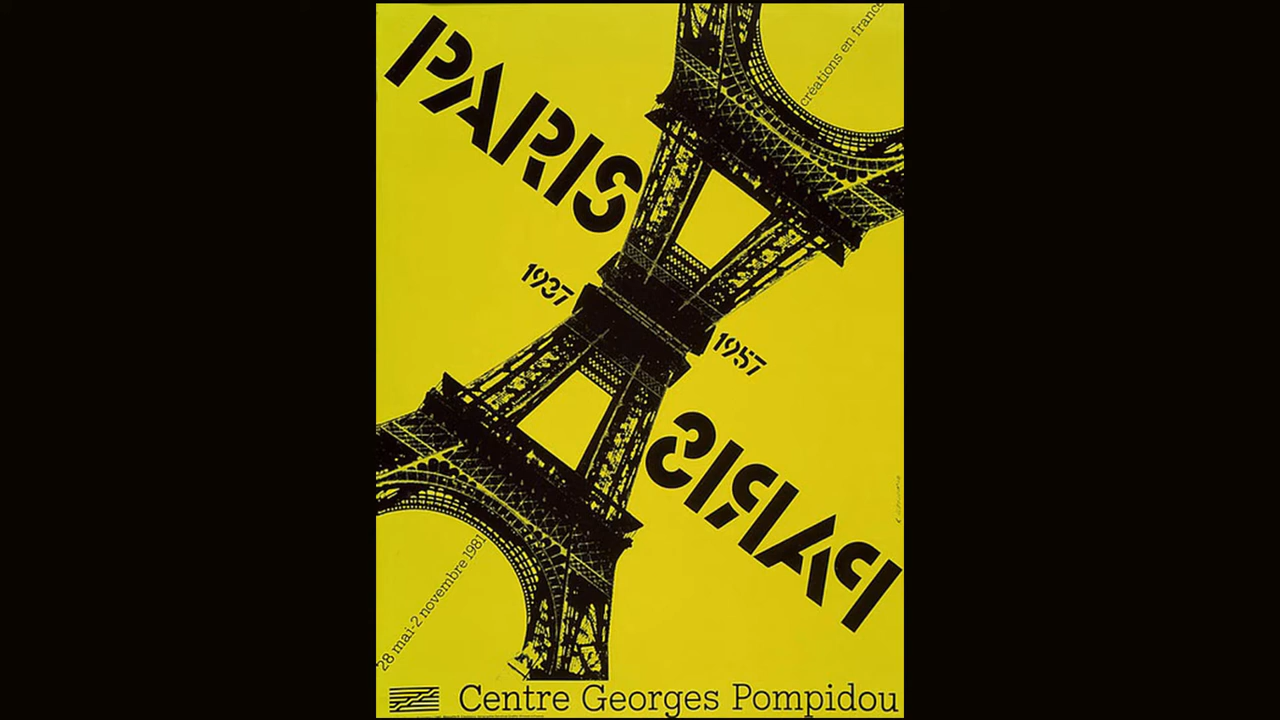 PARIS
créations en france
1937
1957
PARIS
28 mai-2 novembre 1981
Centre Georges Pompidou